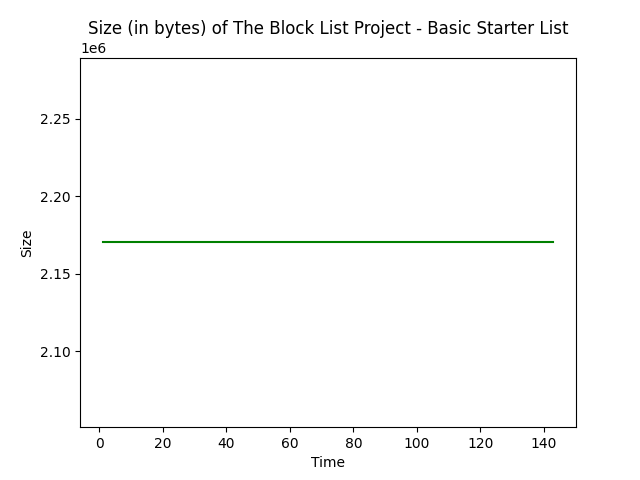 Size (in bytes) of The Block List Project - Basic Starter List
1e6
2.25
2.20
2.15
2.10
Size
0 20 40 60 80 100 120 140
Time